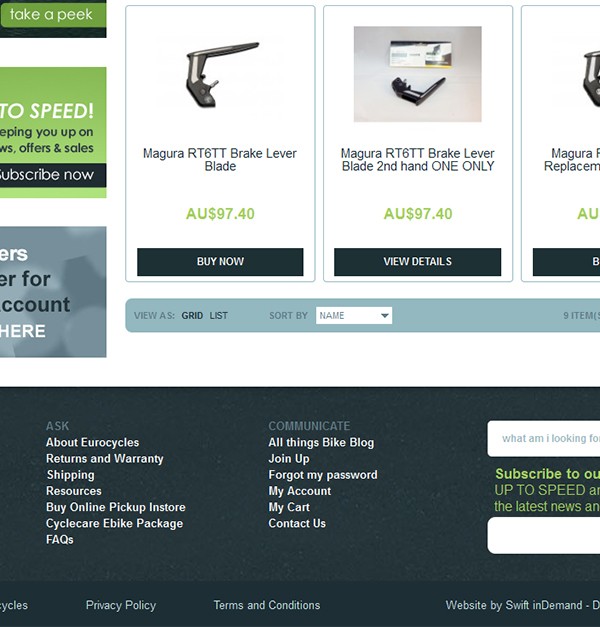 take a peek
TO SPEED!
eping you up on
ws, offers & sales
Subscribe now
ers
er for
Account
HERE
Magura RT6TT Brake Lever
Blade
AU$97.40
BUY NOW
Magura RT6TT Brake Lever
Blade 2nd hand ONE ONLY
AU$97.40
VIEW DETAILS
Magura R
Replacem
AU
B
VIEW AS: GRID LIST SORT BY NAME 9 ITEM(S
ASK
About Eurocycles
Returns and Warranty
Shipping
Resources
Buy Online Pickup Instore
Cyclecare Ebike Package
FAQs
COMMUNICATE
All things Bike Blog
Join Up
Forgot my password
My Account
My Cart
Contact Us
what am i looking fo
Subscribe to ou
UP TO SPEED an
the latest news an
ycles Privacy Policy Terms and Conditions Website by Swift inDemand - D